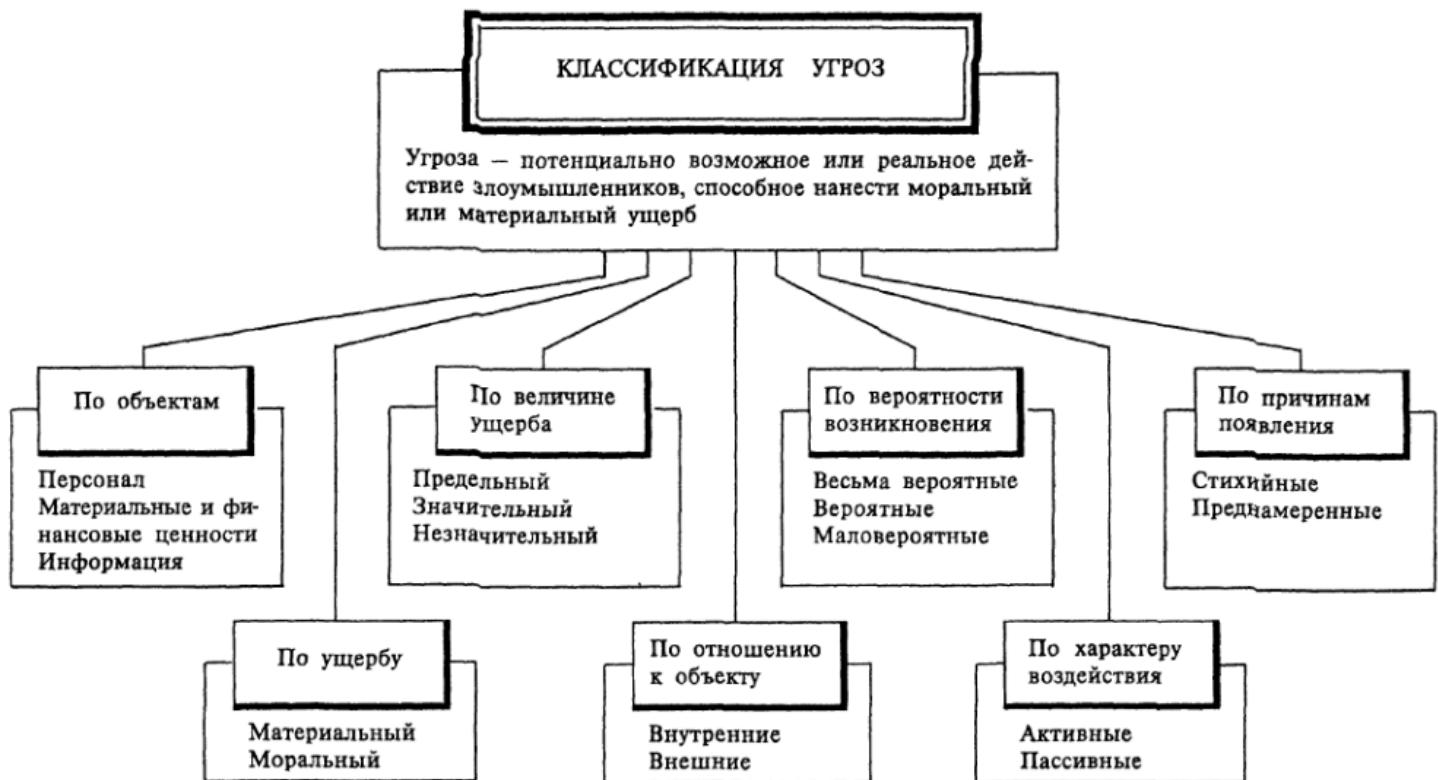 КЛАССИФИКАЦИЯ УГРОЗ
Угроза — потенциально возможное или реальное дей-
ствие злоумышленников, способное нанести моральный
или материальный ущерб
По объектам
Персонал
Материальные и фи-
нансовые ценности
Информация
По величине
ущерба
Предельный
Значительный
Незначительный
По вероятности
возникновения
Весьма вероятные
Вероятные
Маловероятные
По причинам
появления
Стихийные
Преднамеренные
По ущербу
Материальный
Моральный
По отношению
к объекту
Внутренние
Внешние
По характеру
воздействия
Активные
Пассивные